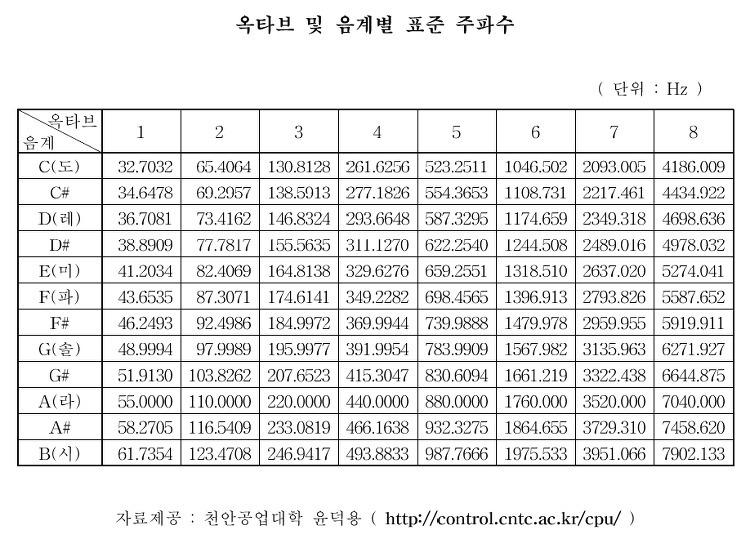 옥타브 및 음계별 표준 주파수
( 단위 : Hz )
옥타브 음계 1 2 3 4 5 6 7 8
C(도) 32.7032 65.4064 130.8128 261.6256 523.2511 1046.502 2093.005 4186.009
C# 34.6478 69.2957 138.5913 277.1826 554.3653 1108.731 2217.461 4434.922
D(레) 36.7081 73.4162 146.8324 293.6648 587.3295 1174.659 2349.318 4698.636
D# 38.8909 77.7817 155.5635 311.1270 622.2540 1244.508 2489.016 4978.032
E(미) 41.2034 82.4069 164.8138 329.6276 659.2551 1318.510 2637.020 5274.041
F(파) 43.6535 87.3071 174.6141 349.2282 698.4565 1396.913 2793.826 5587.652
F# 46.2493 92.4986 184.9972 369.9944 739.9888 1479.978 2959.955 5919.911
G(솔) 48.9994 97.9989 195.9977 391.9954 783.9909 1567.982 3135.963 6271.927
G# 51.9130 103.8262 207.6523 415.3047 830.6094 1661.219 3322.438 6644.875
A(라) 55.0000 110.0000 220.0000 440.0000 880.0000 1760.000 3520.000 7040.000
A# 58.2705 116.5409 233.0819 466.1638 932.3275 1864.655 3729.310 7458.620
B(시) 61.7354 123.4708 246.9417 493.8833 987.7666 1975.533 3951.066 7902.133
자료제공 : 천안공업대학 윤덕용 ( http://control.cntc.ac.kr/cpu/ )